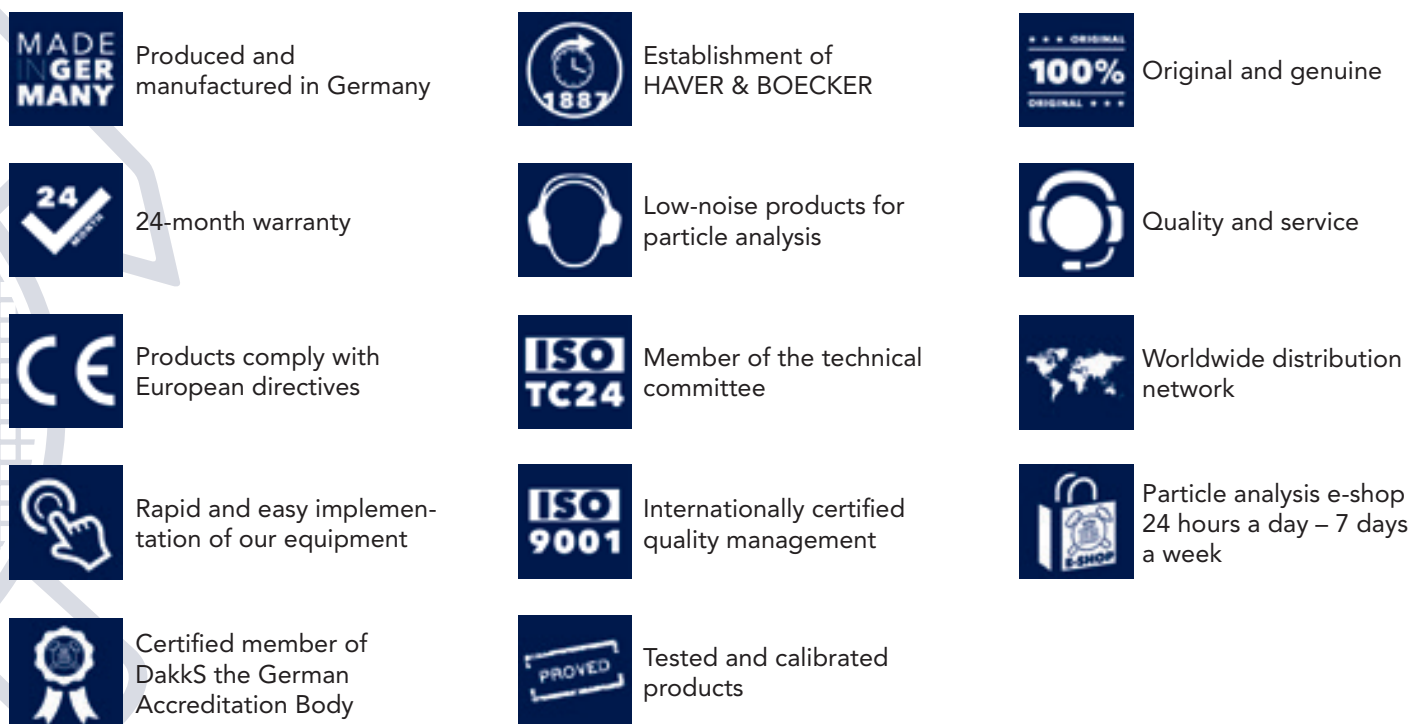 MADE
INGER
MANY
Produced and
manufactured in Germany
1887
Establishment of
HAVER & BOECKER
ORIGINAL
100%
ORIGINAL
Original and genuine
24
MONTH
24-month warranty
Low-noise products for
particle analysis
Quality and service
CE
Products comply with
European directives
ISO
TC24
Member of the technical
committee
Worldwide distribution
network
Rapid and easy implemen-
tation of our equipment
ISO
9001
Internationally certified
quality management
E-SHOP
Particle analysis e-shop
24 hours a day – 7 days
a week
Certified member of
DakkS the German
Accreditation Body
PROVED
Tested and calibrated
products